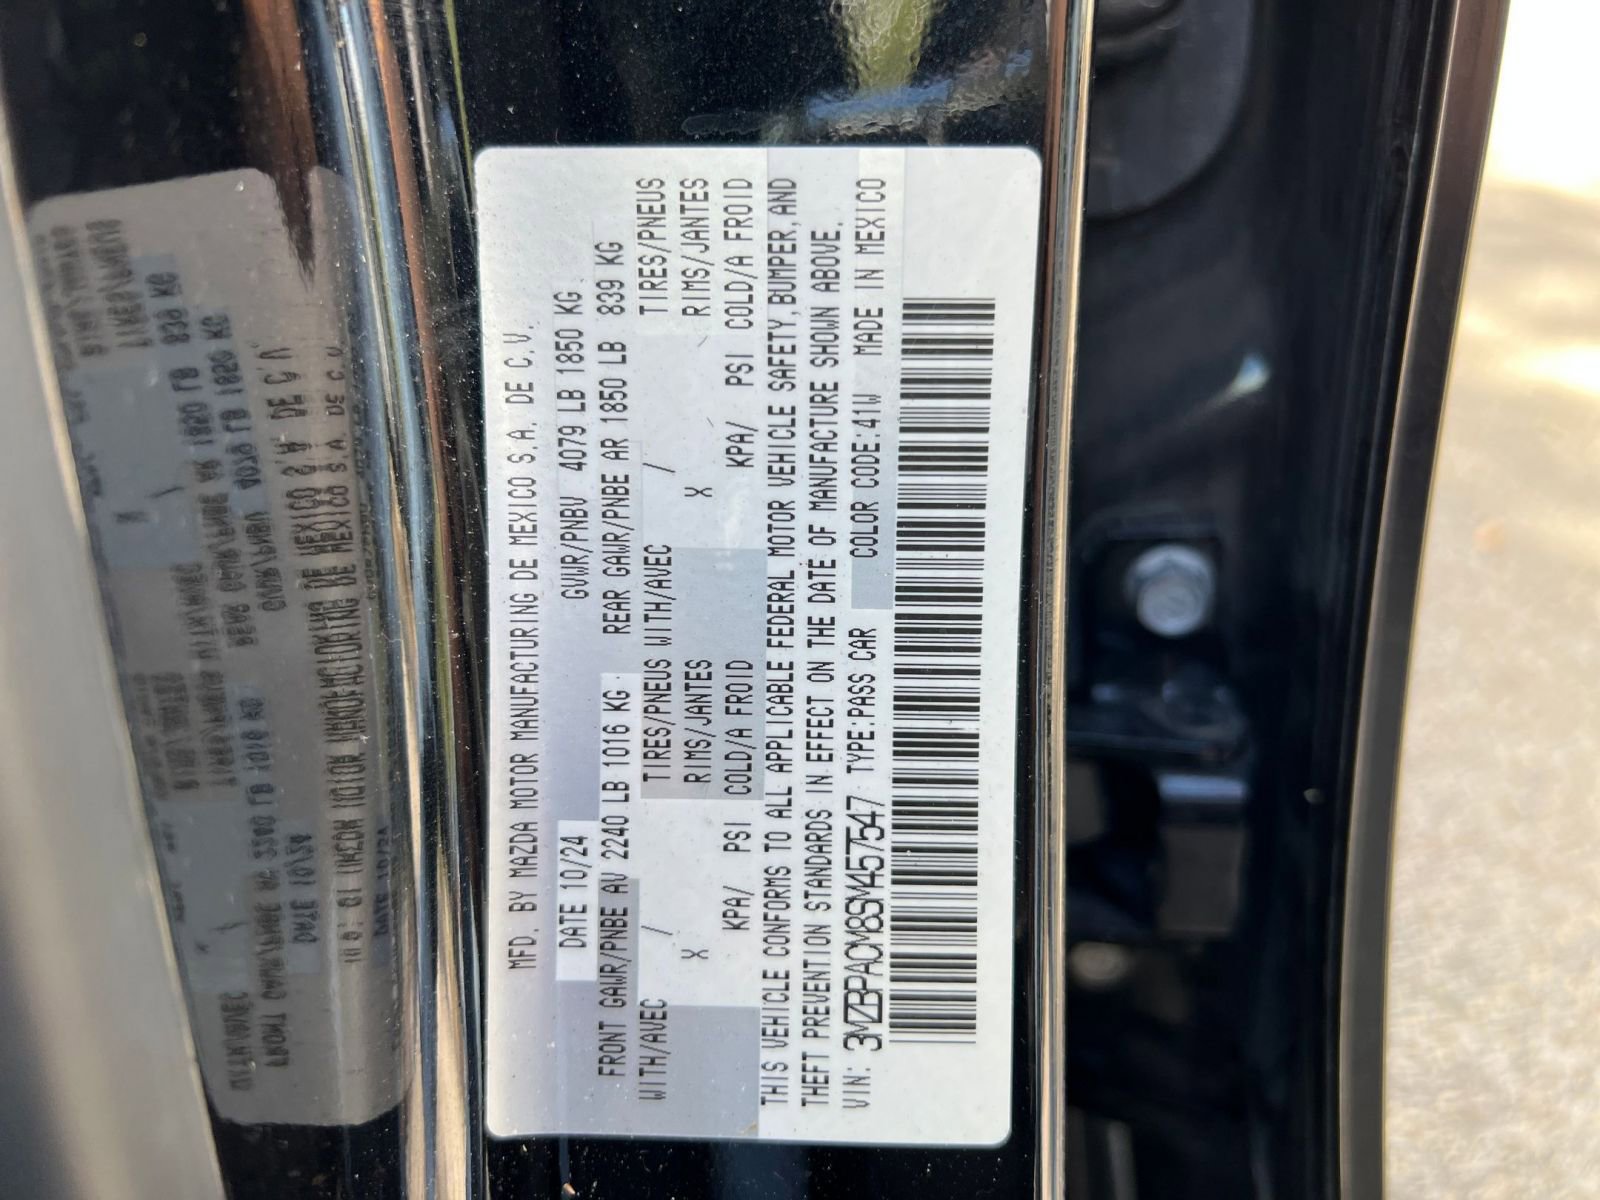 MFD. BY MAZDA MOTOR MANUFACTURING DE MEXICO S.A. DE C.V.
DATE 10/24 GVWR/PNBV 4079 LB 1850 KG
FRONT GAWR/PNBE AV 2240 LB 1016 KG REAR GAWR/PNBE AR 1850 LB 839 KG
WITH/AVEC / TIRES/PNEUS WITH/AVEC / TIRES/PNEUS
X RIMS/JANTES X RIMS/JANTES
KPA/ PSI COLD/A FROID KPA/ PSI COLD/A FROID
THIS VEHICLE CONFORMS TO ALL APPLICABLE FEDERAL MOTOR VEHICLE SAFETY, BUMPER, AND
THEFT PREVENTION STANDARDS IN EFFECT ON THE DATE OF MANUFACTURE SHOWN ABOVE.
VIN: 3MZBPACM8SM457547 TYPE:PASS CAR COLOR CODE:41W MADE IN MEXICO